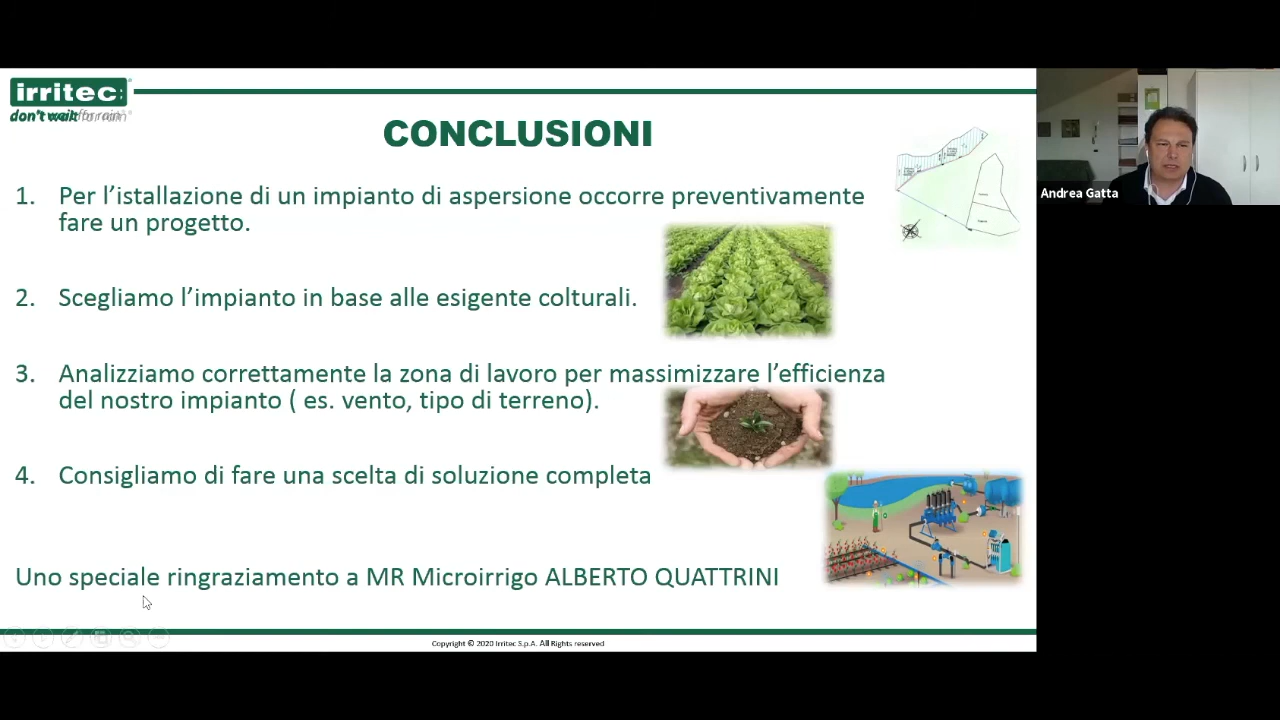 irritec
don't wait for rain
CONCLUSIONI
Andrea Gatta
1. Per l'istallazione di un impianto di aspersione occorre preventivamente
fare un progetto.
2. Scegliamo l'impianto in base alle esigente colturali.
3. Analizziamo correttamente la zona di lavoro per massimizzare l'efficienza
del nostro impianto ( es. vento, tipo di terreno).
4. Consigliamo di fare una scelta di soluzione completa
Uno speciale ringraziamento a MR Microirrigo ALBERTO QUATTRINI
Copyright © 2020 Irritec S.p.A. All Rights reserved